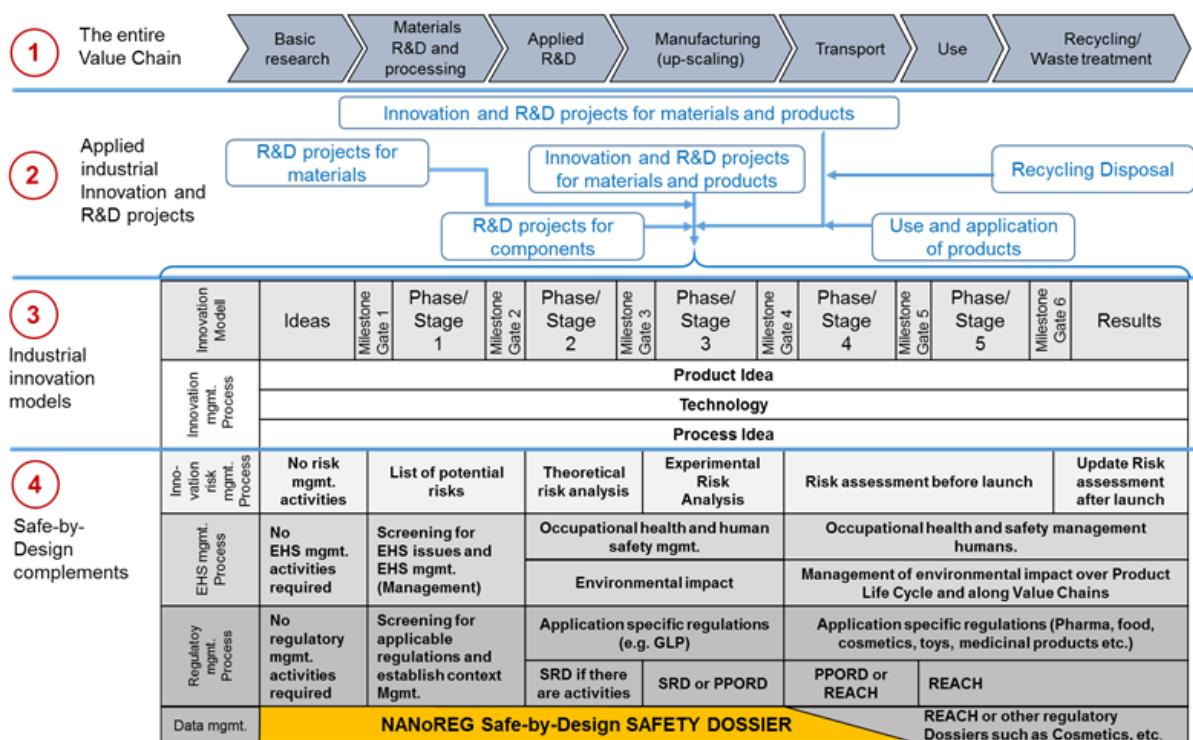 1
The entire
Value Chain
Basic
research
Materials
R&D and
processing
Applied
R&D
Manufacturing
(up-scaling)
Transport
Use
Recycling/
Waste treatment
2
Applied
industrial
Innovation and
R&D projects
Innovation and R&D projects for materials and products
R&D projects for
materials
Innovation and R&D projects
for materials and products
Recycling Disposal
R&D projects for
components
Use and application
of products
3
Industrial
innovation
models
Innovation
Modell
Ideas
Milestone
Gate 1
Phase/
Stage
1
Milestone
Gate 2
Phase/
Stage
2
Milestone
Gate 3
Phase/
Stage
3
Milestone
Gate 4
Phase/
Stage
4
Milestone
Gate 5
Phase/
Stage
5
Milestone
Gate 6
Results
Innovation
mgmt.
Process
Product Idea
Technology
Process Idea
4
Safe-by-
Design
complements
Inno-
vation
risk
mgmt.
Process
No risk
mgmt.
activities
List of potential
risks
Theoretical
risk analysis
Experimental
Risk
Analysis
Risk assessment before launch
Update Risk
assessment
after launch
EHS mgmt.
Process
No
EHS mgmt.
activities
required
Screening for
EHS issues and
EHS mgmt.
(Management)
Occupational health and human
safety mgmt.
Occupational health and safety management
humans.
Environmental impact
Management of environmental impact over Product
Life Cycle and along Value Chains
Regulatoy
mgmt.
Process
No
regulatory
mgmt.
activities
required
Screening for
applicable
regulations and
establish context
Mgmt.
Application specific regulations
(e.g. GLP)
Application specific regulations (Pharma, food,
cosmetics, toys, medicinal products etc.)
SRD if there
are activities
SRD or PPORD
PPORD or
REACH
REACH
Data mgmt.
NANoREG Safe-by-Design SAFETY DOSSIER
REACH or other regulatory
Dossiers such as Cosmetics, etc.